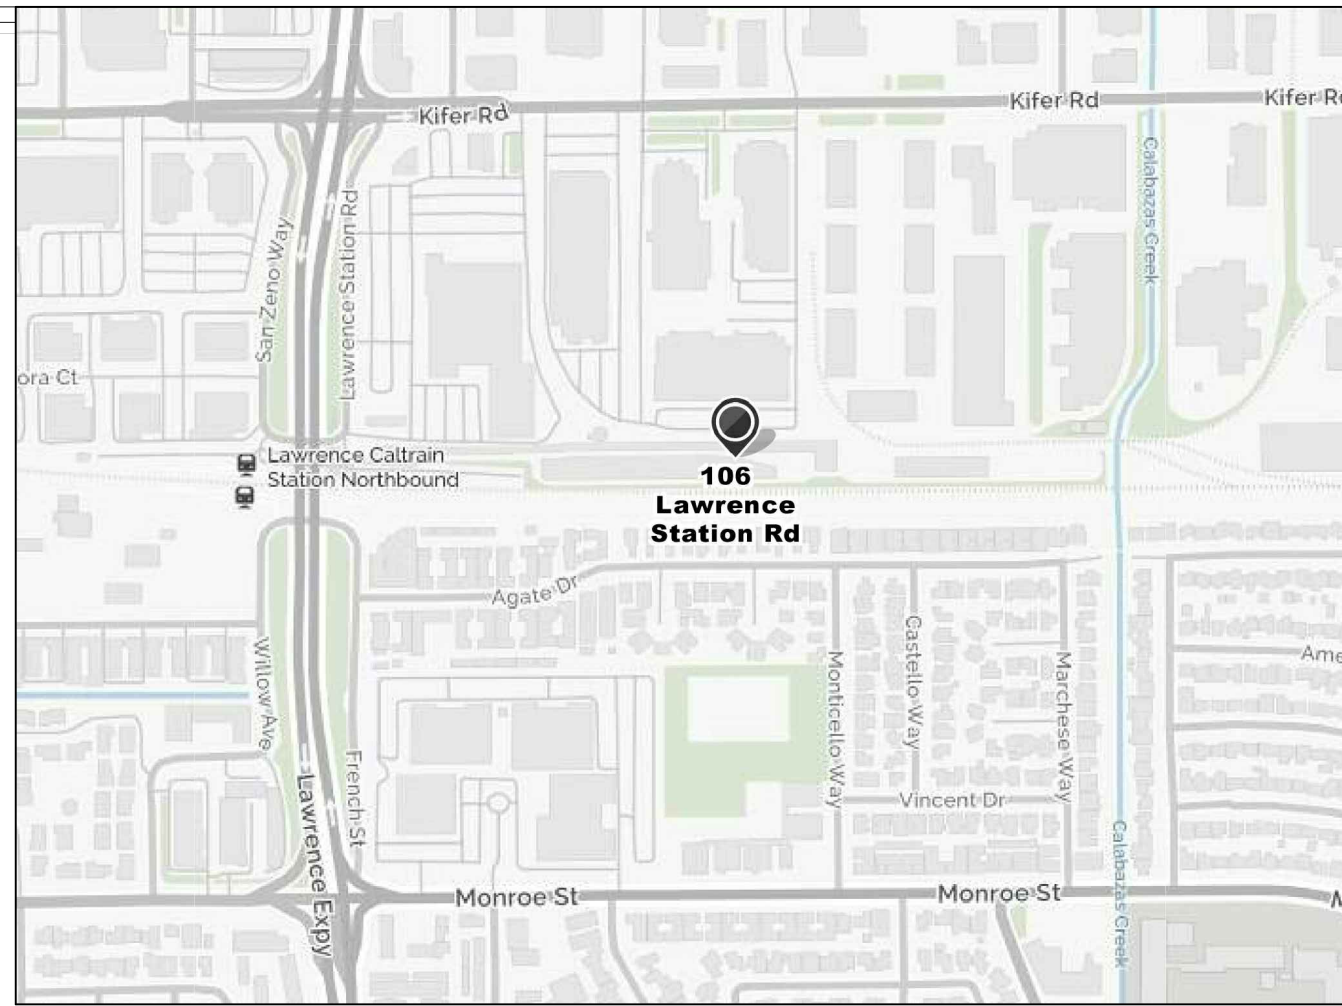 Kifer Rd
Kifer Rd
Kifer
Calabazas Creek
San Zeno Way
Lawrence Station Rd
ora Ct
Lawrence Caltrain
Station Northbound
106
Lawrence
Station Rd
Agate Dr
Willow Ave
French St
Monticello Way
Castello Way
Marchese Way
Ame
Vincent Dr
Lawrence Expy
Monroe St
Monroe St
Calabazas Creek